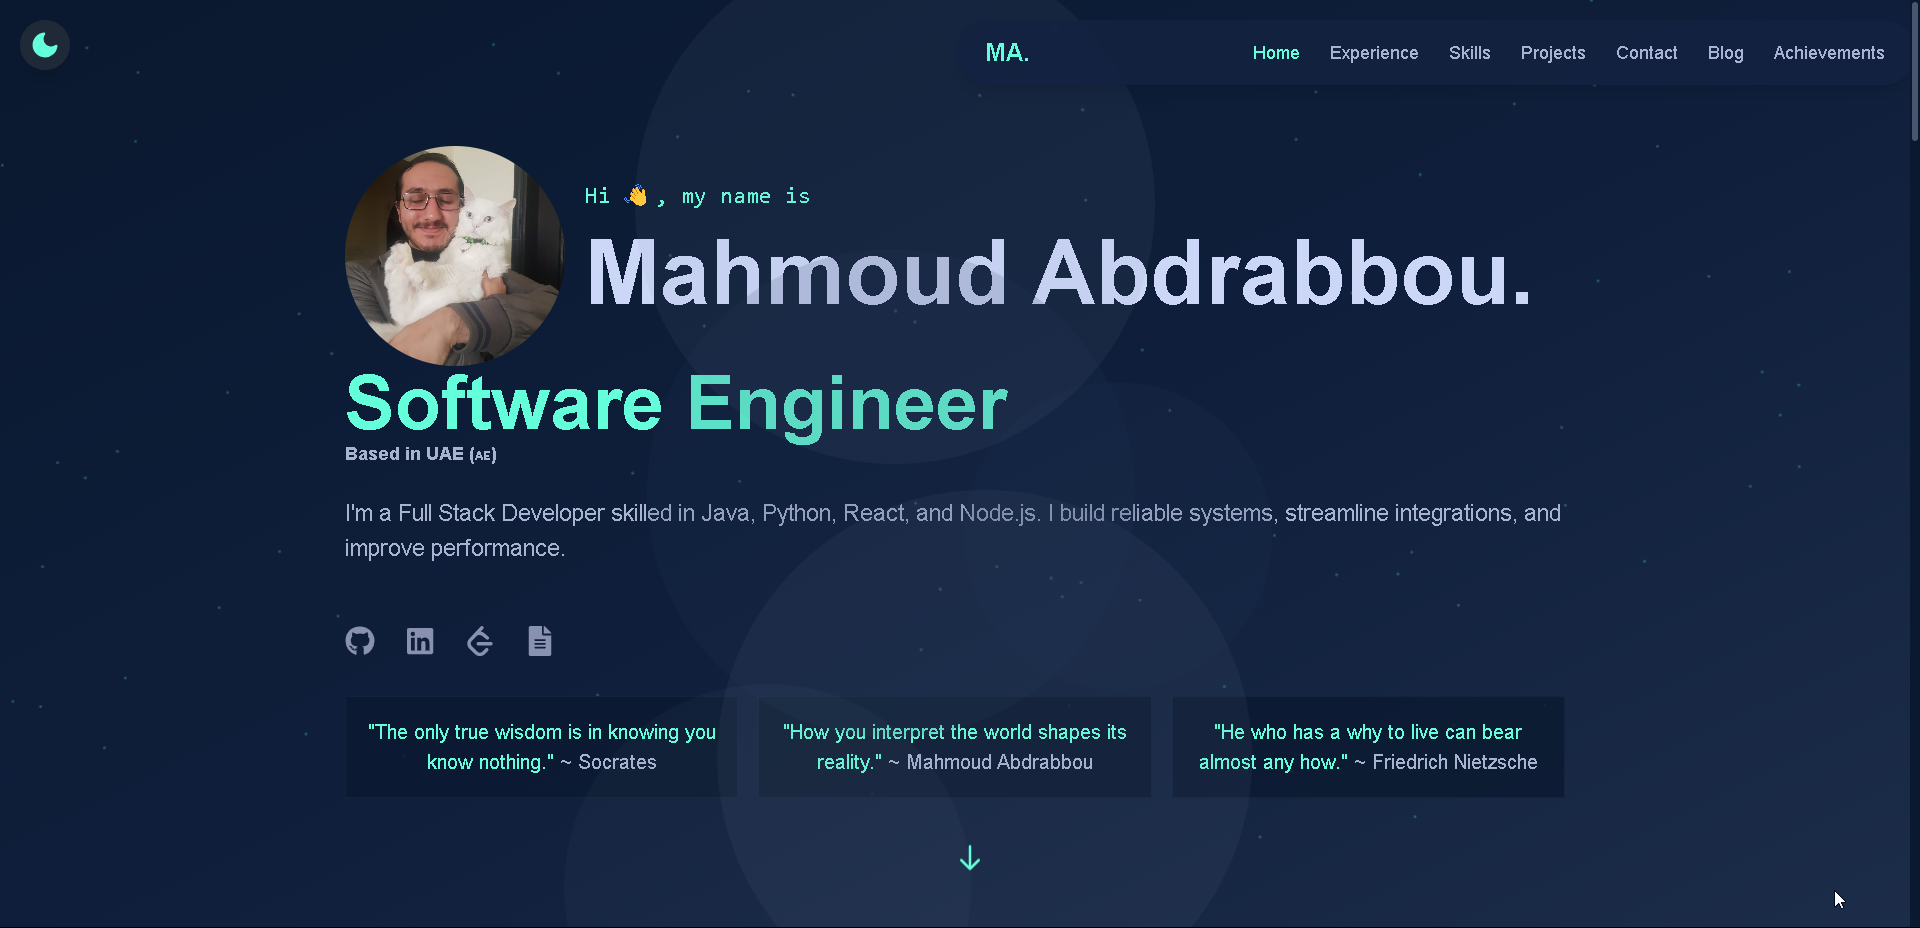 MA.
Home Experience Skills Projects Contact Blog Achievements
Hi 👋, my name is
Mahmoud Abdrabbou.
Software Engineer
Based in UAE (AE)
I'm a Full Stack Developer skilled in Java, Python, React, and Node.js. I build reliable systems, streamline integrations, and
improve performance.
in
"The only true wisdom is in knowing you
know nothing." ~ Socrates
"How you interpret the world shapes its
reality." ~ Mahmoud Abdrabbou
"He who has a why to live can bear
almost any how." ~ Friedrich Nietzsche